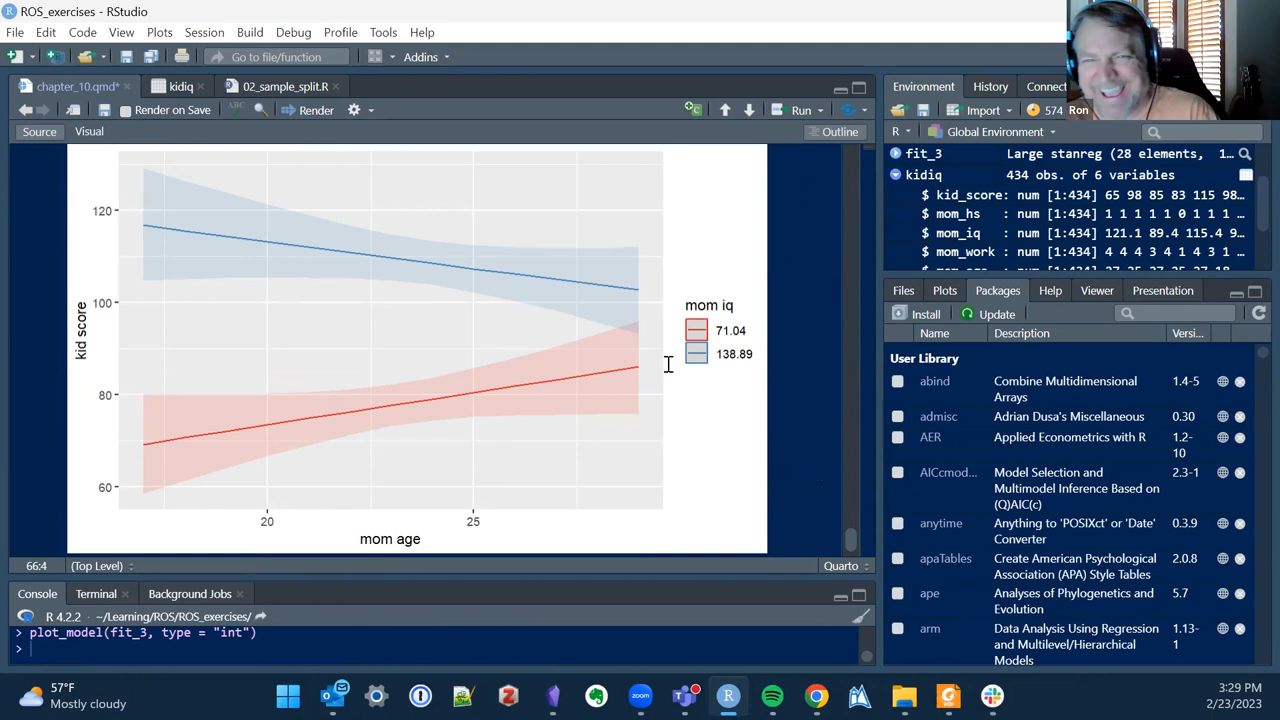 ROS_exercises - RStudio
File Edit Code View Plots Session Build Debug Profile Tools Help
Go to file/function
Addins
chapter_10.qmd*
kidiq
02_sample_split.R
Render on Save
ABC
Render
Run
Source
Visual
Outline
120
100
80
60
kid score
20
25
mom age
mom iq
71.04
138.89
66:4
(Top Level)
Quarto
Console
Terminal
Background Jobs
R 4.2.2 · ~/Learning/ROS/ROS_exercises/
> plot_model(fit_3, type = "int")
>
Ron
Environment
History
Connect
Import
574
R
Global Environment
fit_3 Large stanreg (28 elements, 1…
kidiq 434 obs. of 6 variables
$ kid_score: num [1:434] 65 98 85 83 115 98…
$ mom_hs : num [1:434] 1 1 1 1 1 0 1 1 1 …
$ mom_iq : num [1:434] 121.1 89.4 115.4 9…
$ mom_work : num [1:434] 4 4 4 3 4 1 4 3 1 …
Files
Plots
Packages
Help
Viewer
Presentation
Install
Update
Name
Description
Versi...
User Library
abind
Combine Multidimensional
Arrays
1.4-5
admisc
Adrian Dusa's Miscellaneous
0.30
AER
Applied Econometrics with R
1.2-
10
AICcmod...
Model Selection and
Multimodel Inference Based on
(Q)AIC(c)
2.3-1
anytime
Anything to 'POSIXct' or 'Date'
Converter
0.3.9
apaTables
Create American Psychological
Association (APA) Style Tables
2.0.8
ape
Analyses of Phylogenetics and
Evolution
5.7
arm
Data Analysis Using Regression
and Multilevel/Hierarchical
Models
1.13-
1
57°F
Mostly cloudy
zoom
3:29 PM
2/23/2023